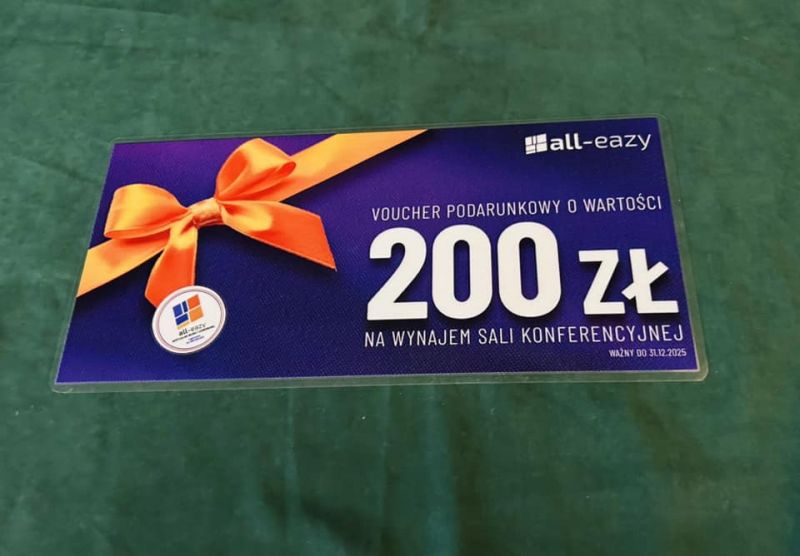 all-eazy
VOUCHER PODARUNKOWY O WARTOŚCI
200 ZŁ
NA WYNAJEM SALI KONFERENCYJNEJ
WAŻNY DO 31.12.2025
all-eazy